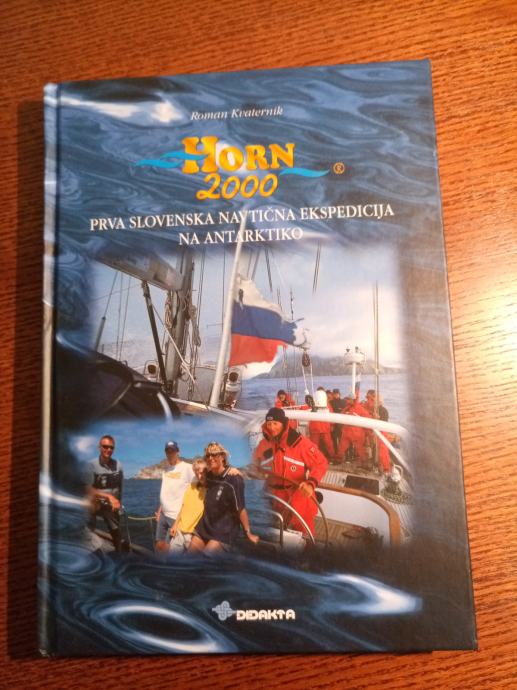 Roman Kvaternik
HORN
2000
®
PRVA SLOVENSKA NAVTIČNA EKSPEDICIJA
NA ANTARKTIKO
DIDAKTA